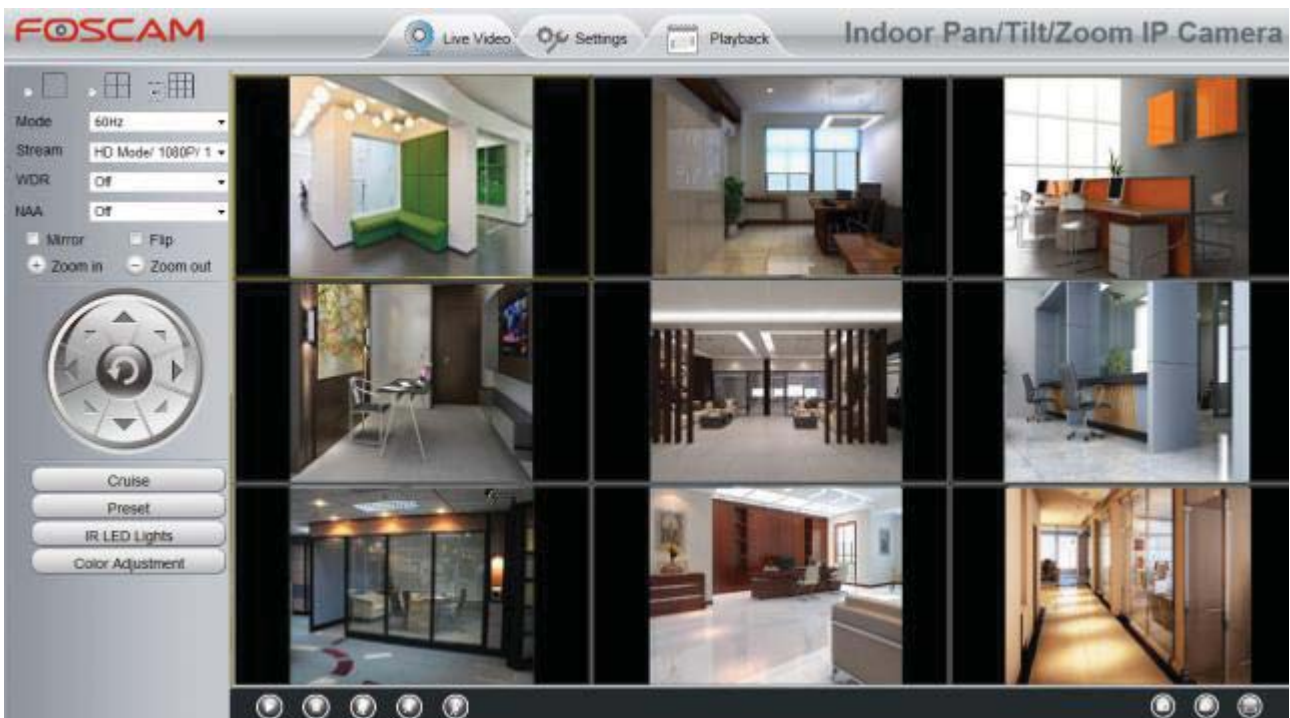 FOSCAM
Live Video
Settings
Playback
Indoor Pan/Tilt/Zoom IP Camera
Mode 60Hz
Stream HD Mode/ 1080P/ 1
WDR Off
NAA Off
Mirror Flip
Zoom in Zoom out
Cruise
Preset
IR LED Lights
Color Adjustment